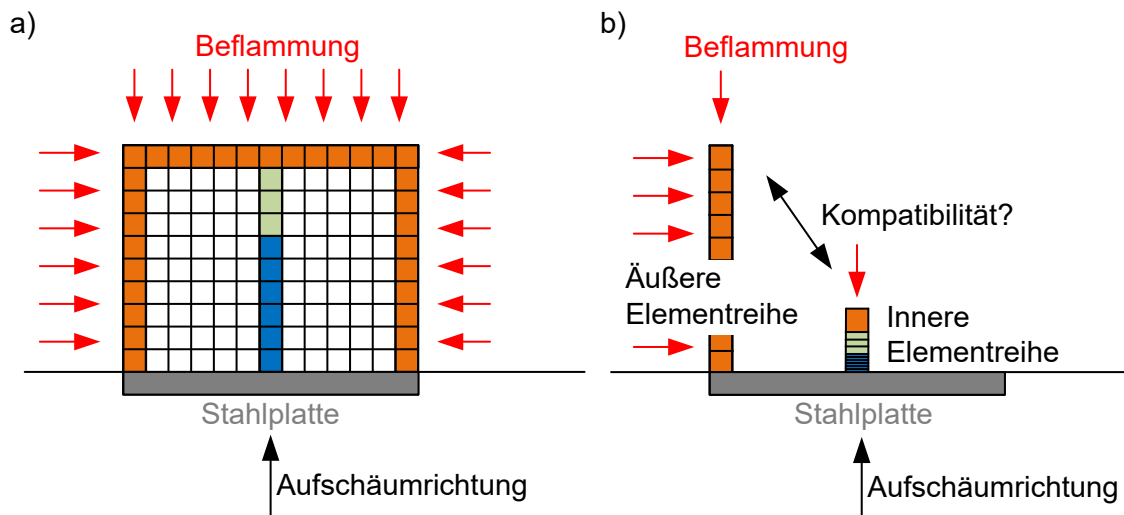 a)
Beflammung
Stahlplatte
Aufschäumrichtung
b)
Beflammung
Kompatibilität?
Äußere
Elementreihe
Innere
Elementreihe
Stahlplatte
Aufschäumrichtung